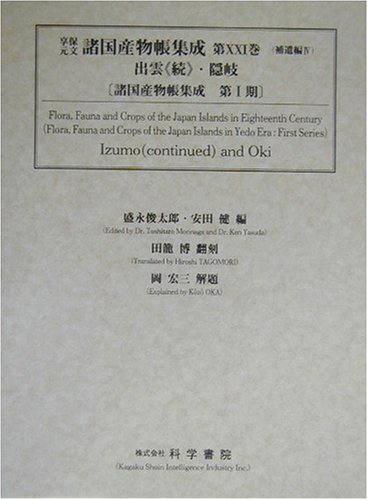 享保元文 諸国産物帳集成 第XXI巻 〈補遺編Ⅳ〉
出雲《続》・隠岐
〔諸国産物帳集成 第Ⅰ期〕
Flora, Fauna and Crops of the Japan Islands in Eighteenth Century
(Flora, Fauna and Crops of the Japan Islands in Yedo Era : First Series)
Izumo(continued) and Oki
盛永俊太郎・安田 健 編
(Edited by Dr. Toshitaro Morinaga and Dr. Ken Yasuda)
田籠 博 翻刻
(Translated by Hiroshi TAGOMORI)
岡 宏三 解題
(Explained by Kôzô OKA)
株式会社 科学書院
(Kagaku Shoin Intelligence Industry Inc.)